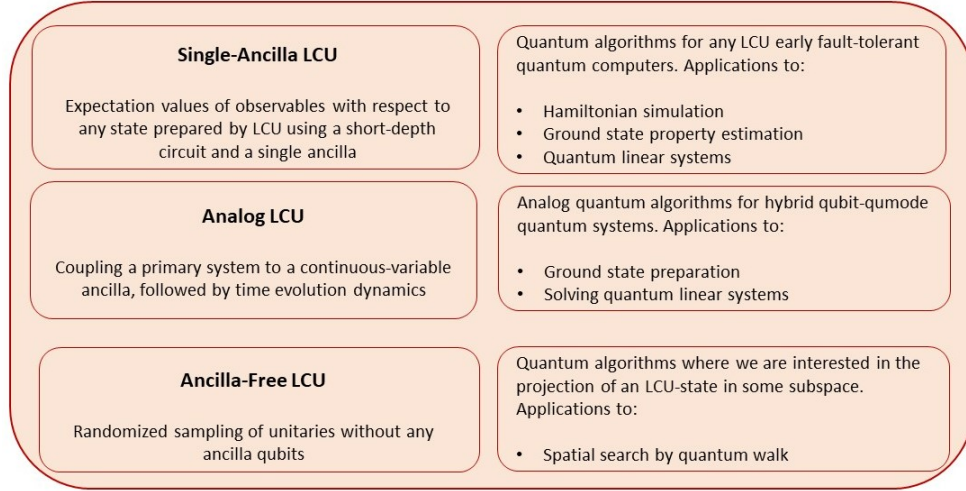 Single-Ancilla LCU
Expectation values of observables with respect to
any state prepared by LCU using a short-depth
circuit and a single ancilla
Quantum algorithms for any LCU early fault-tolerant
quantum computers. Applications to:
• Hamiltonian simulation
• Ground state property estimation
• Quantum linear systems
Analog LCU
Coupling a primary system to a continuous-variable
ancilla, followed by time evolution dynamics
Analog quantum algorithms for hybrid qubit-qumode
quantum systems. Applications to:
• Ground state preparation
• Solving quantum linear systems
Ancilla-Free LCU
Randomized sampling of unitaries without any
ancilla qubits
Quantum algorithms where we are interested in the
projection of an LCU-state in some subspace.
Applications to:
• Spatial search by quantum walk